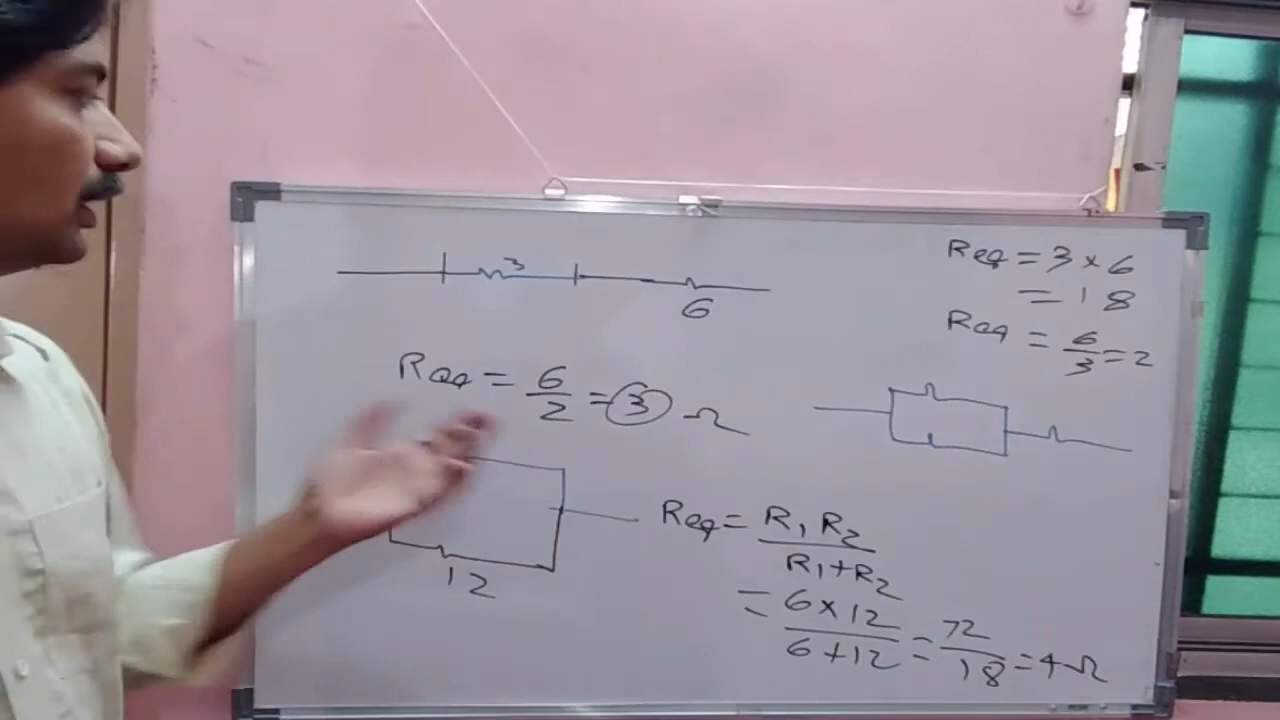 3
6
Req = 3 × 6
= 18
Req = 6/3 = 2
Req = 6/2 = 3 Ω
12
Req = R₁ R₂ / R₁+R₂
= 6 × 12 / 6 + 12 = 72/18 = 4 Ω